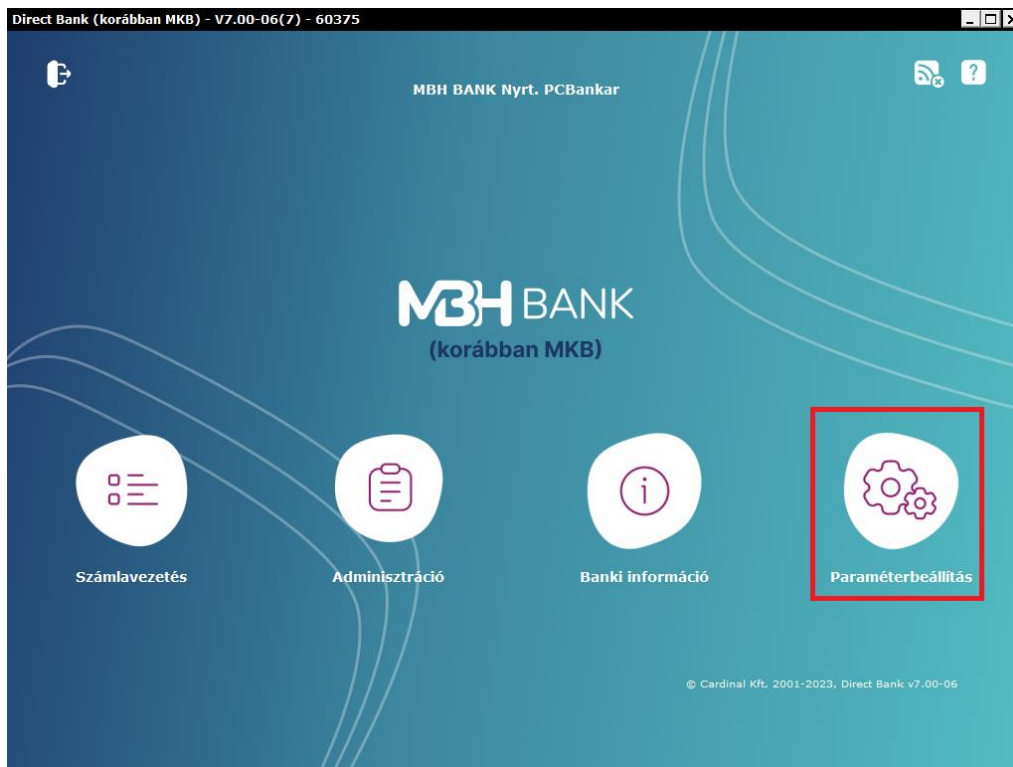 Direct Bank (korábban MKB) - V7.00-06(7) - 60375
MBH BANK Nyrt. PCBankar
?
MBH BANK
(korábban MKB)
i
Számlavezetés
Adminisztráció
Banki információ
Paraméterbeállítás
© Cardinal Kft, 2001-2023, Direct Bank v7.00-06